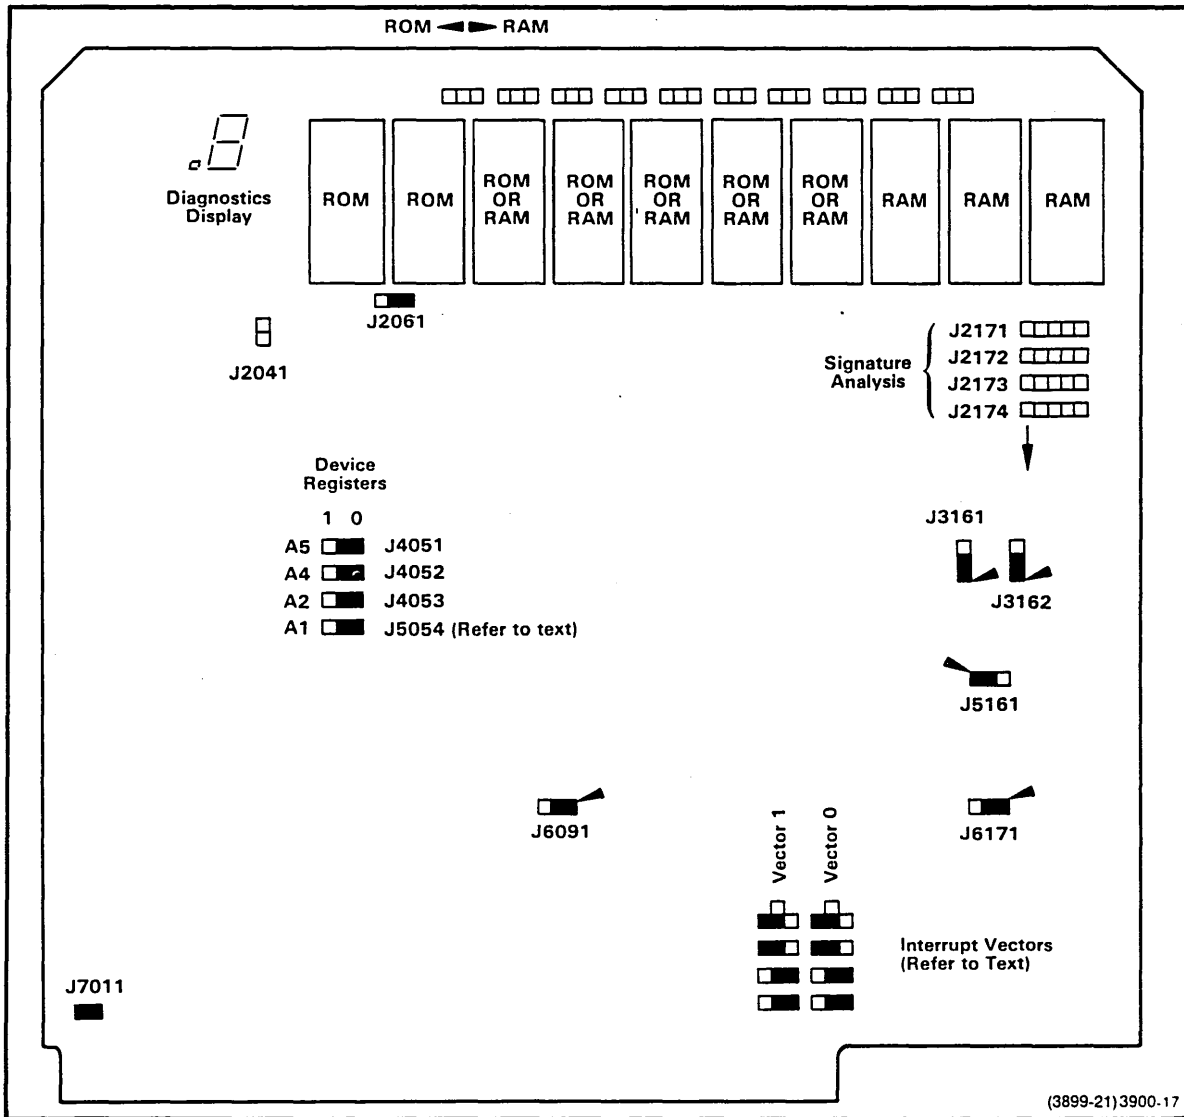 ROM RAM
Diagnostics
Display
ROM
ROM
ROM
OR
RAM
ROM
OR
RAM
ROM
OR
RAM
ROM
OR
RAM
ROM
OR
RAM
RAM
RAM
RAM
J2061
J2041
Signature
Analysis
J2171
J2172
J2173
J2174
Device
Registers
1 0
A5 J4051
A4 J4052
A2 J4053
A1 J5054 (Refer to text)
J3161
J3162
J5161
J6091
J6171
Vector 1
Vector 0
Interrupt Vectors
(Refer to Text)
J7011
(3899-21)3900-17